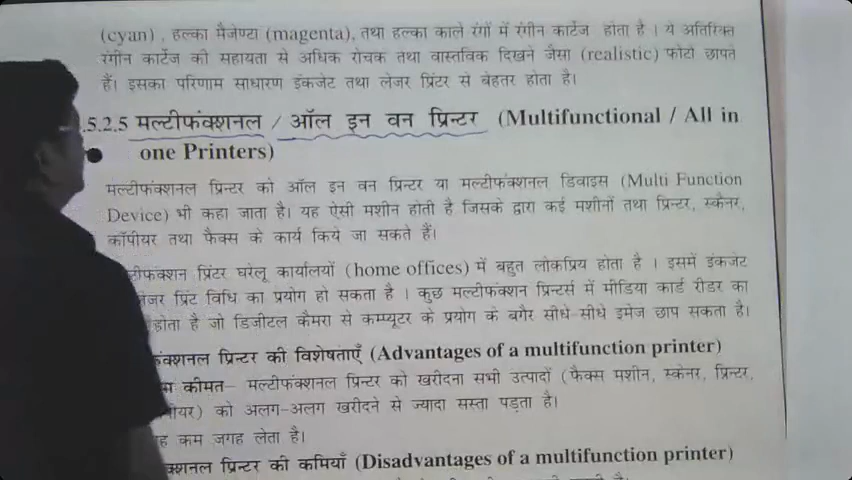 (cyan) , हल्का मैजेण्टा (magenta), तथा हल्का काले रंगों में रंगीन कार्टेज होता है । ये अतिरिक्त
रंगीन कार्टेज की सहायता से अधिक रोचक तथा वास्तविक दिखने जैसा (realistic) फोटो छापते
हैं। इसका परिणाम साधारण इंकजेट तथा लेजर प्रिंटर से बेहतर होता है।
.5.2.5 मल्टीफंक्शनल / ऑल इन वन प्रिन्टर (Multifunctional / All in
one Printers)
मल्टीफंक्शनल प्रिन्टर को ऑल इन वन प्रिन्टर या मल्टीफंक्शनल डिवाइस (Multi Function
Device) भी कहा जाता है। यह ऐसी मशीन होती है जिसके द्वारा कई मशीनों तथा प्रिन्टर, स्कैनर,
कॉपीयर तथा फैक्स के कार्य किये जा सकते हैं।
प्रिंटर घरेलू कार्यालयों (home offices) में बहुत लोकप्रिय होता है । इसमें इंकजेट
प्रिंट विधि का प्रयोग हो सकता है । कुछ मल्टीफंक्शन प्रिन्टर्स में मीडिया कार्ड रीडर का
होता है जो डिजीटल कैमरा से कम्प्यूटर के प्रयोग के बगैर सीधे-सीधे इमेज छाप सकता है।
प्रिन्टर की विशेषताएँ (Advantages of a multifunction printer)
कीमत– मल्टीफंक्शनल प्रिन्टर को खरीदना सभी उत्पादों (फैक्स मशीन, स्केनर, प्रिन्टर,
को अलग-अलग खरीदने से ज्यादा सस्ता पड़ता है।
कम जगह लेता है।
प्रिन्टर की कमियाँ (Disadvantages of a multifunction printer)